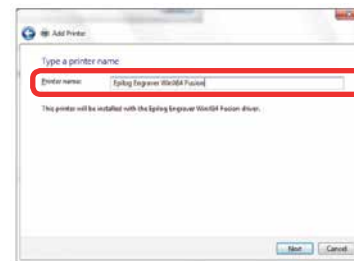 Add Printer
Type a printer name
Printer name: Epilog Engraver WinX64 Fusion
This printer will be installed with the Epilog Engraver WinX64 Fusion driver.
Next Cancel